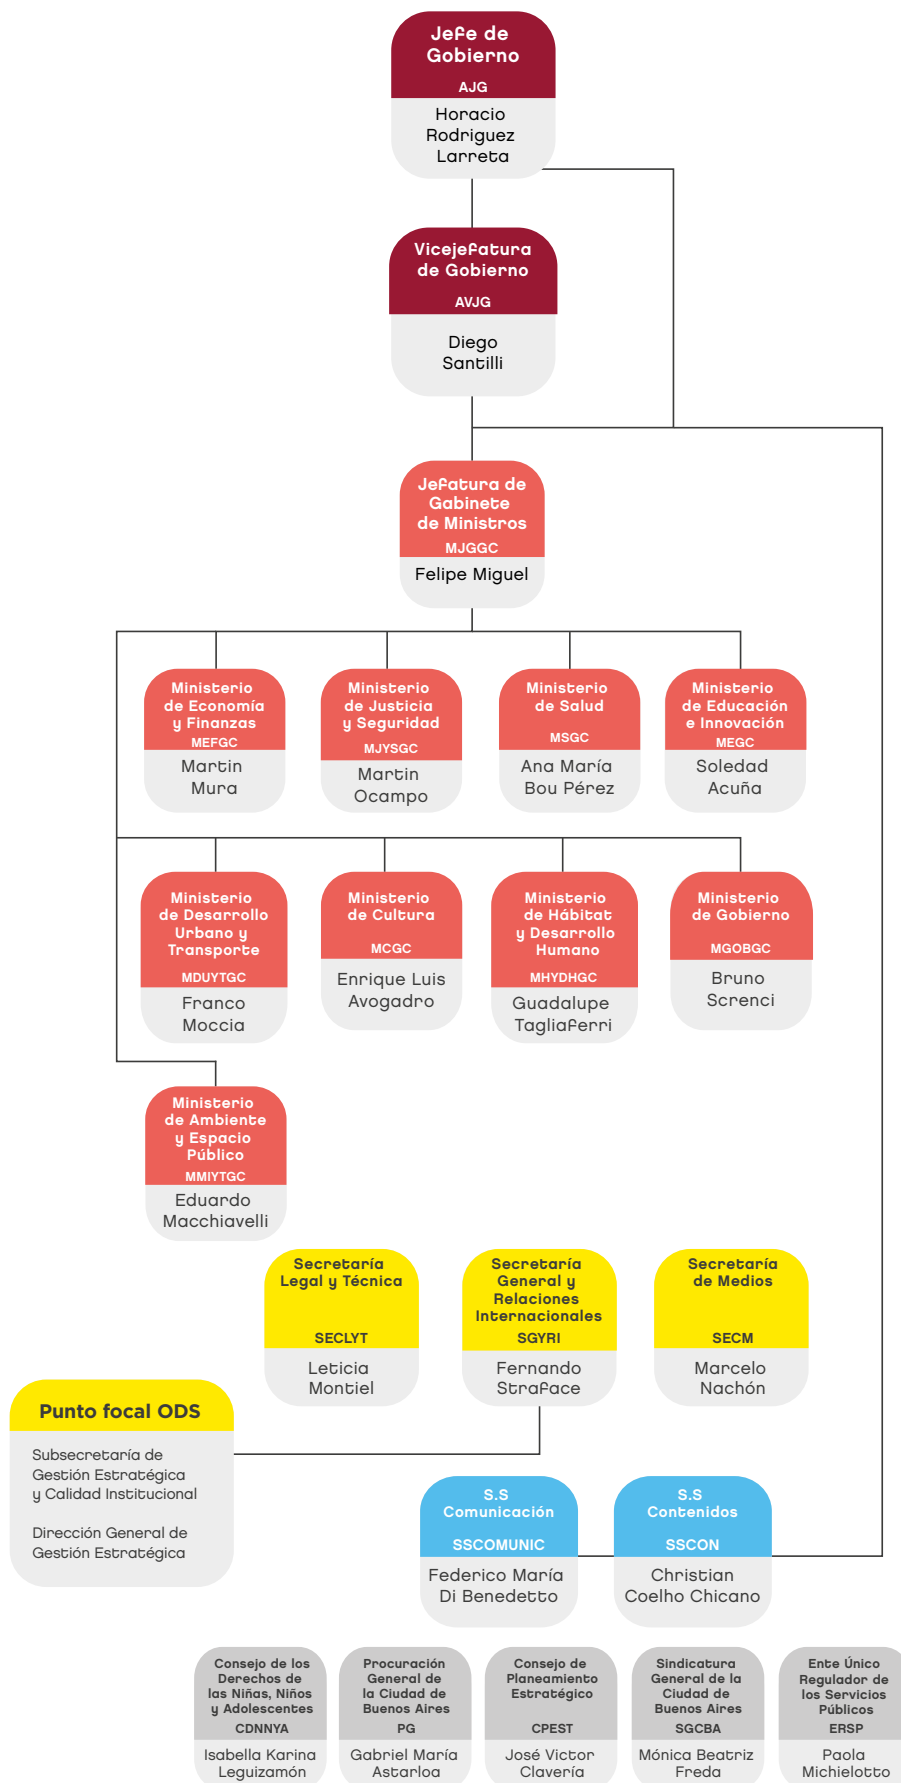 Jefe de
Gobierno
AJG
Horacio
Rodriguez
Larreta
Vicejefatura
de Gobierno
AVJG
Diego
Santilli
Jefatura de
Gabinete
de Ministros
MJGGC
Felipe Miguel
Ministerio
de Economía
y Finanzas
MEFGC
Martin
Mura
Ministerio
de Justicia
y Seguridad
MJYSGC
Martin
Ocampo
Ministerio
de Salud
MSGC
Ana María
Bou Pérez
Ministerio
de Educación
e Innovación
MEGC
Soledad
Acuña
Ministerio
de Desarrollo
Urbano y
Transporte
MDUYTGC
Franco
Moccia
Ministerio
de Cultura
MCGC
Enrique Luis
Avogadro
Ministerio
de Hábitat
y Desarrollo
Humano
MHYDHGC
Guadalupe
Tagliaferri
Ministerio
de Gobierno
MGOBGC
Bruno
Screnci
Ministerio
de Ambiente
y Espacio
Público
MMIYTGC
Eduardo
Macchiavelli
Secretaría
Legal y Técnica
SECLYT
Leticia
Montiel
Secretaría
General y
Relaciones
Internacionales
SGYRI
Fernando
Straface
Secretaría
de Medios
SECM
Marcelo
Nachón
Punto focal ODS
Subsecretaría de
Gestión Estratégica
y Calidad Institucional
Dirección General de
Gestión Estratégica
S.S
Comunicación
SSCOMUNIC
Federico María
Di Benedetto
S.S
Contenidos
SSCON
Christian
Coelho Chicano
Consejo de los
Derechos de
las Niñas, Niños
y Adolescentes
CDNNYA
Isabella Karina
Leguizamón
Procuración
General de
la Ciudad de
Buenos Aires
PG
Gabriel María
Astarloa
Consejo de
Planeamiento
Estratégico
CPEST
José Victor
Clavería
Sindicatura
General de la
Ciudad de
Buenos Aires
SGCBA
Mónica Beatriz
Freda
Ente Único
Regulador de
los Servicios
Públicos
ERSP
Paola
Michielotto